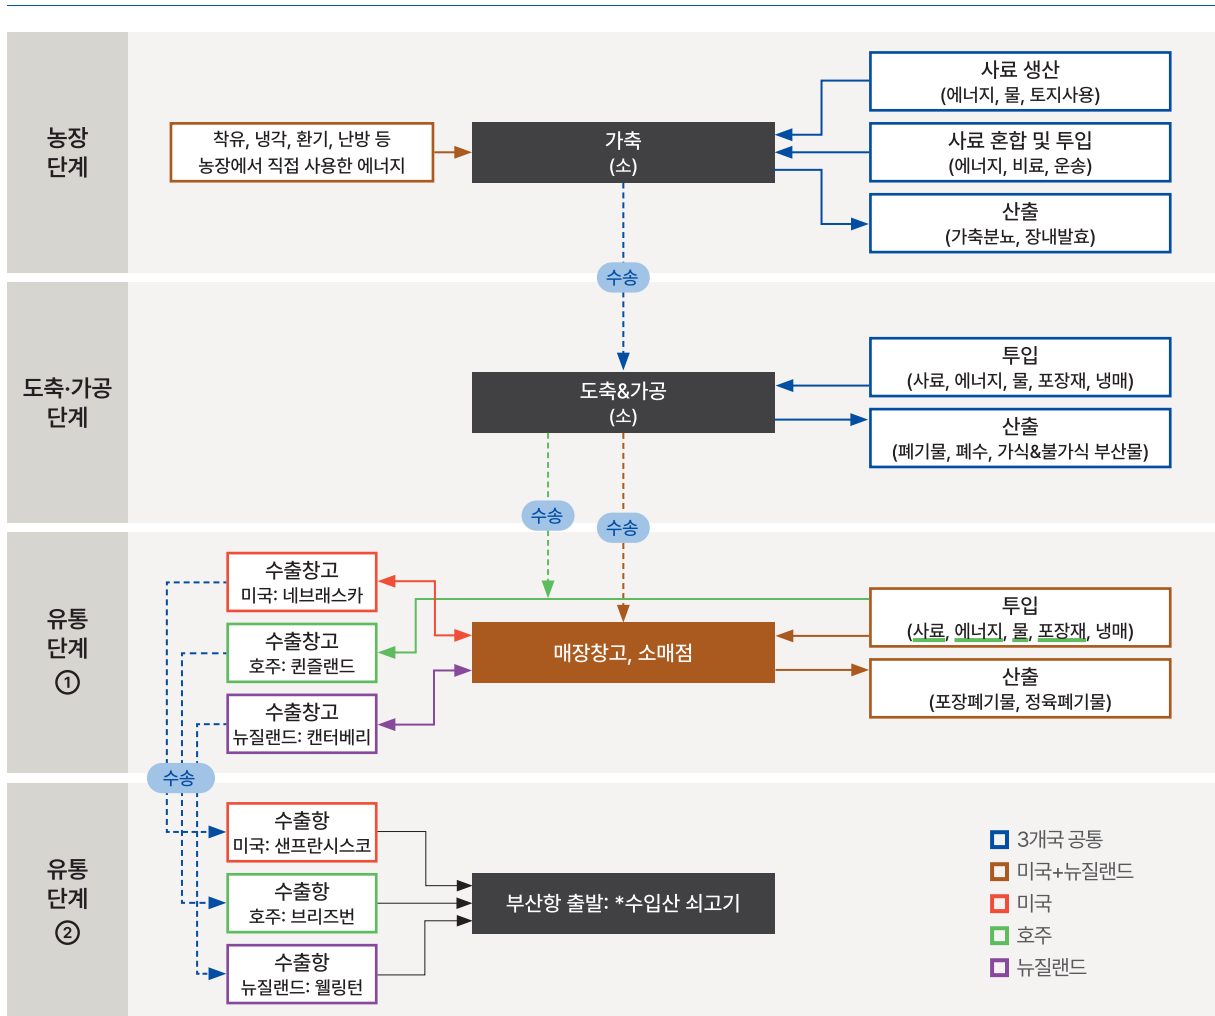 농장
단계
착유, 냉각, 환기, 난방 등
농장에서 직접 사용한 에너지
가축
(소)
사료 생산
(에너지, 물, 토지사용)
사료 혼합 및 투입
(에너지, 비료, 운송)
산출
(가축분뇨, 장내발효)
수송
도축·가공
단계
도축&가공
(소)
투입
(사료, 에너지, 물, 포장재, 냉매)
산출
(폐기물, 폐수, 가식&불가식 부산물)
수송
수송
유통
단계
①
수출창고
미국: 네브래스카
수출창고
호주: 퀸즐랜드
수출창고
뉴질랜드: 캔터베리
매장창고, 소매점
투입
(사료, 에너지, 물, 포장재, 냉매)
산출
(포장폐기물, 정육폐기물)
수송
유통
단계
②
수출항
미국: 샌프란시스코
수출항
호주: 브리즈번
수출항
뉴질랜드: 웰링턴
부산항 출발: *수입산 쇠고기
3개국 공통
미국+뉴질랜드
미국
호주
뉴질랜드